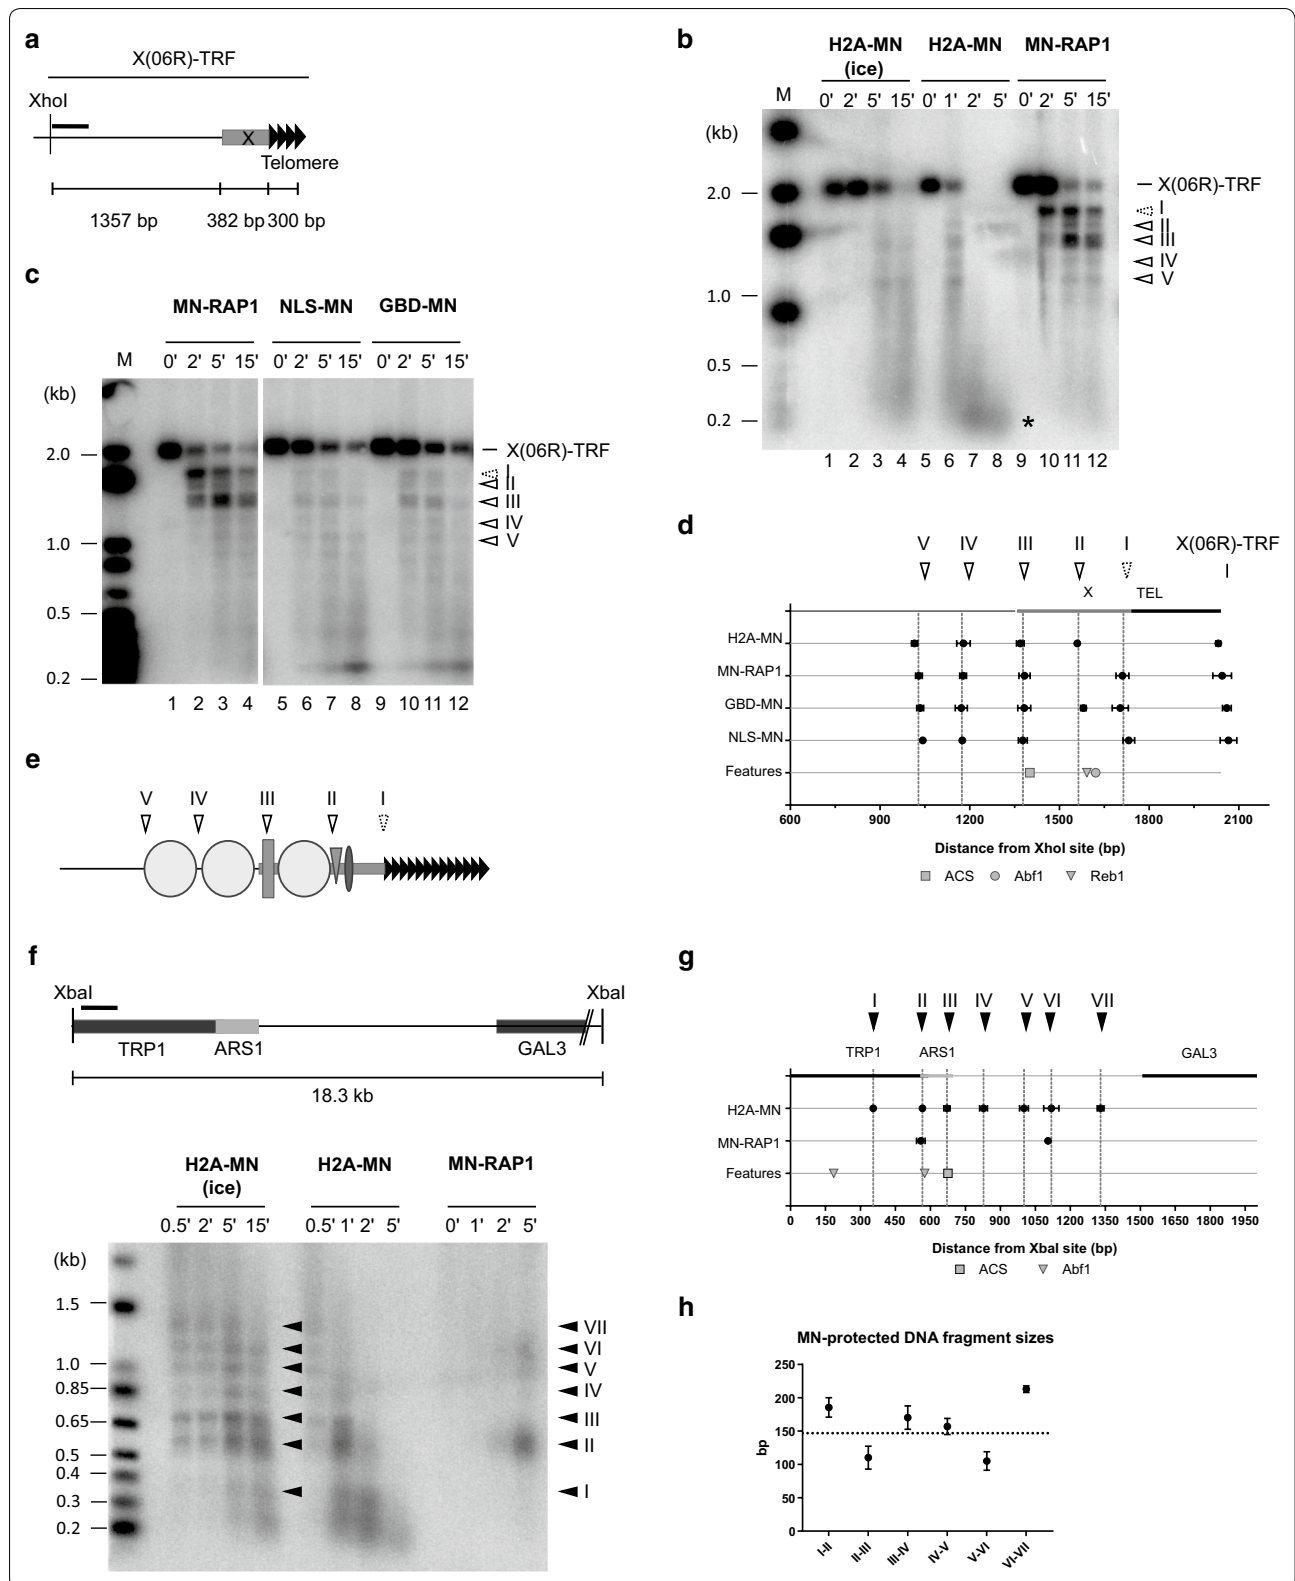 a
X(06R)-TRF
XhoI
X
Telomere
1357 bp 382 bp 300 bp
b
H2A-MN (ice) H2A-MN MN-RAP1
M 0' 2' 5' 15' 0' 1' 2' 5' 0' 2' 5' 15'
(kb)
2.0
1.0
0.5
0.2
X(06R)-TRF
I
II
III
IV
V
*
1 2 3 4 5 6 7 8 9 10 11 12
c
MN-RAP1 NLS-MN GBD-MN
M 0' 2' 5' 15' 0' 2' 5' 15' 0' 2' 5' 15'
(kb)
2.0
1.0
0.5
0.2
X(06R)-TRF
I
II
III
IV
V
1 2 3 4 5 6 7 8 9 10 11 12
d
V IV III II I X(06R)-TRF
I
X TEL
H2A-MN
MN-RAP1
GBD-MN
NLS-MN
Features
600 900 1200 1500 1800 2100
Distance from XhoI site (bp)
ACS Abf1 Reb1
e
V IV III II I
f
XbaI XbaI
TRP1 ARS1 GAL3
18.3 kb
H2A-MN (ice) H2A-MN MN-RAP1
0.5' 2' 5' 15' 0.5' 1' 2' 5' 0' 1' 2' 5'
(kb)
1.5
1.0
0.85
0.65
0.5
0.4
0.3
0.2
VII
VI
V
IV
III
II
I
g
I II III IV V VI VII
TRP1 ARS1 GAL3
H2A-MN
MN-RAP1
Features
0 150 300 450 600 750 900 1050 1200 1350 1500 1650 1800 1950
Distance from XbaI site (bp)
ACS Abf1
h
MN-protected DNA fragment sizes
250
200
150
100
50
0
bp
I-II II-III III-IV IV-V V-VI VI-VII